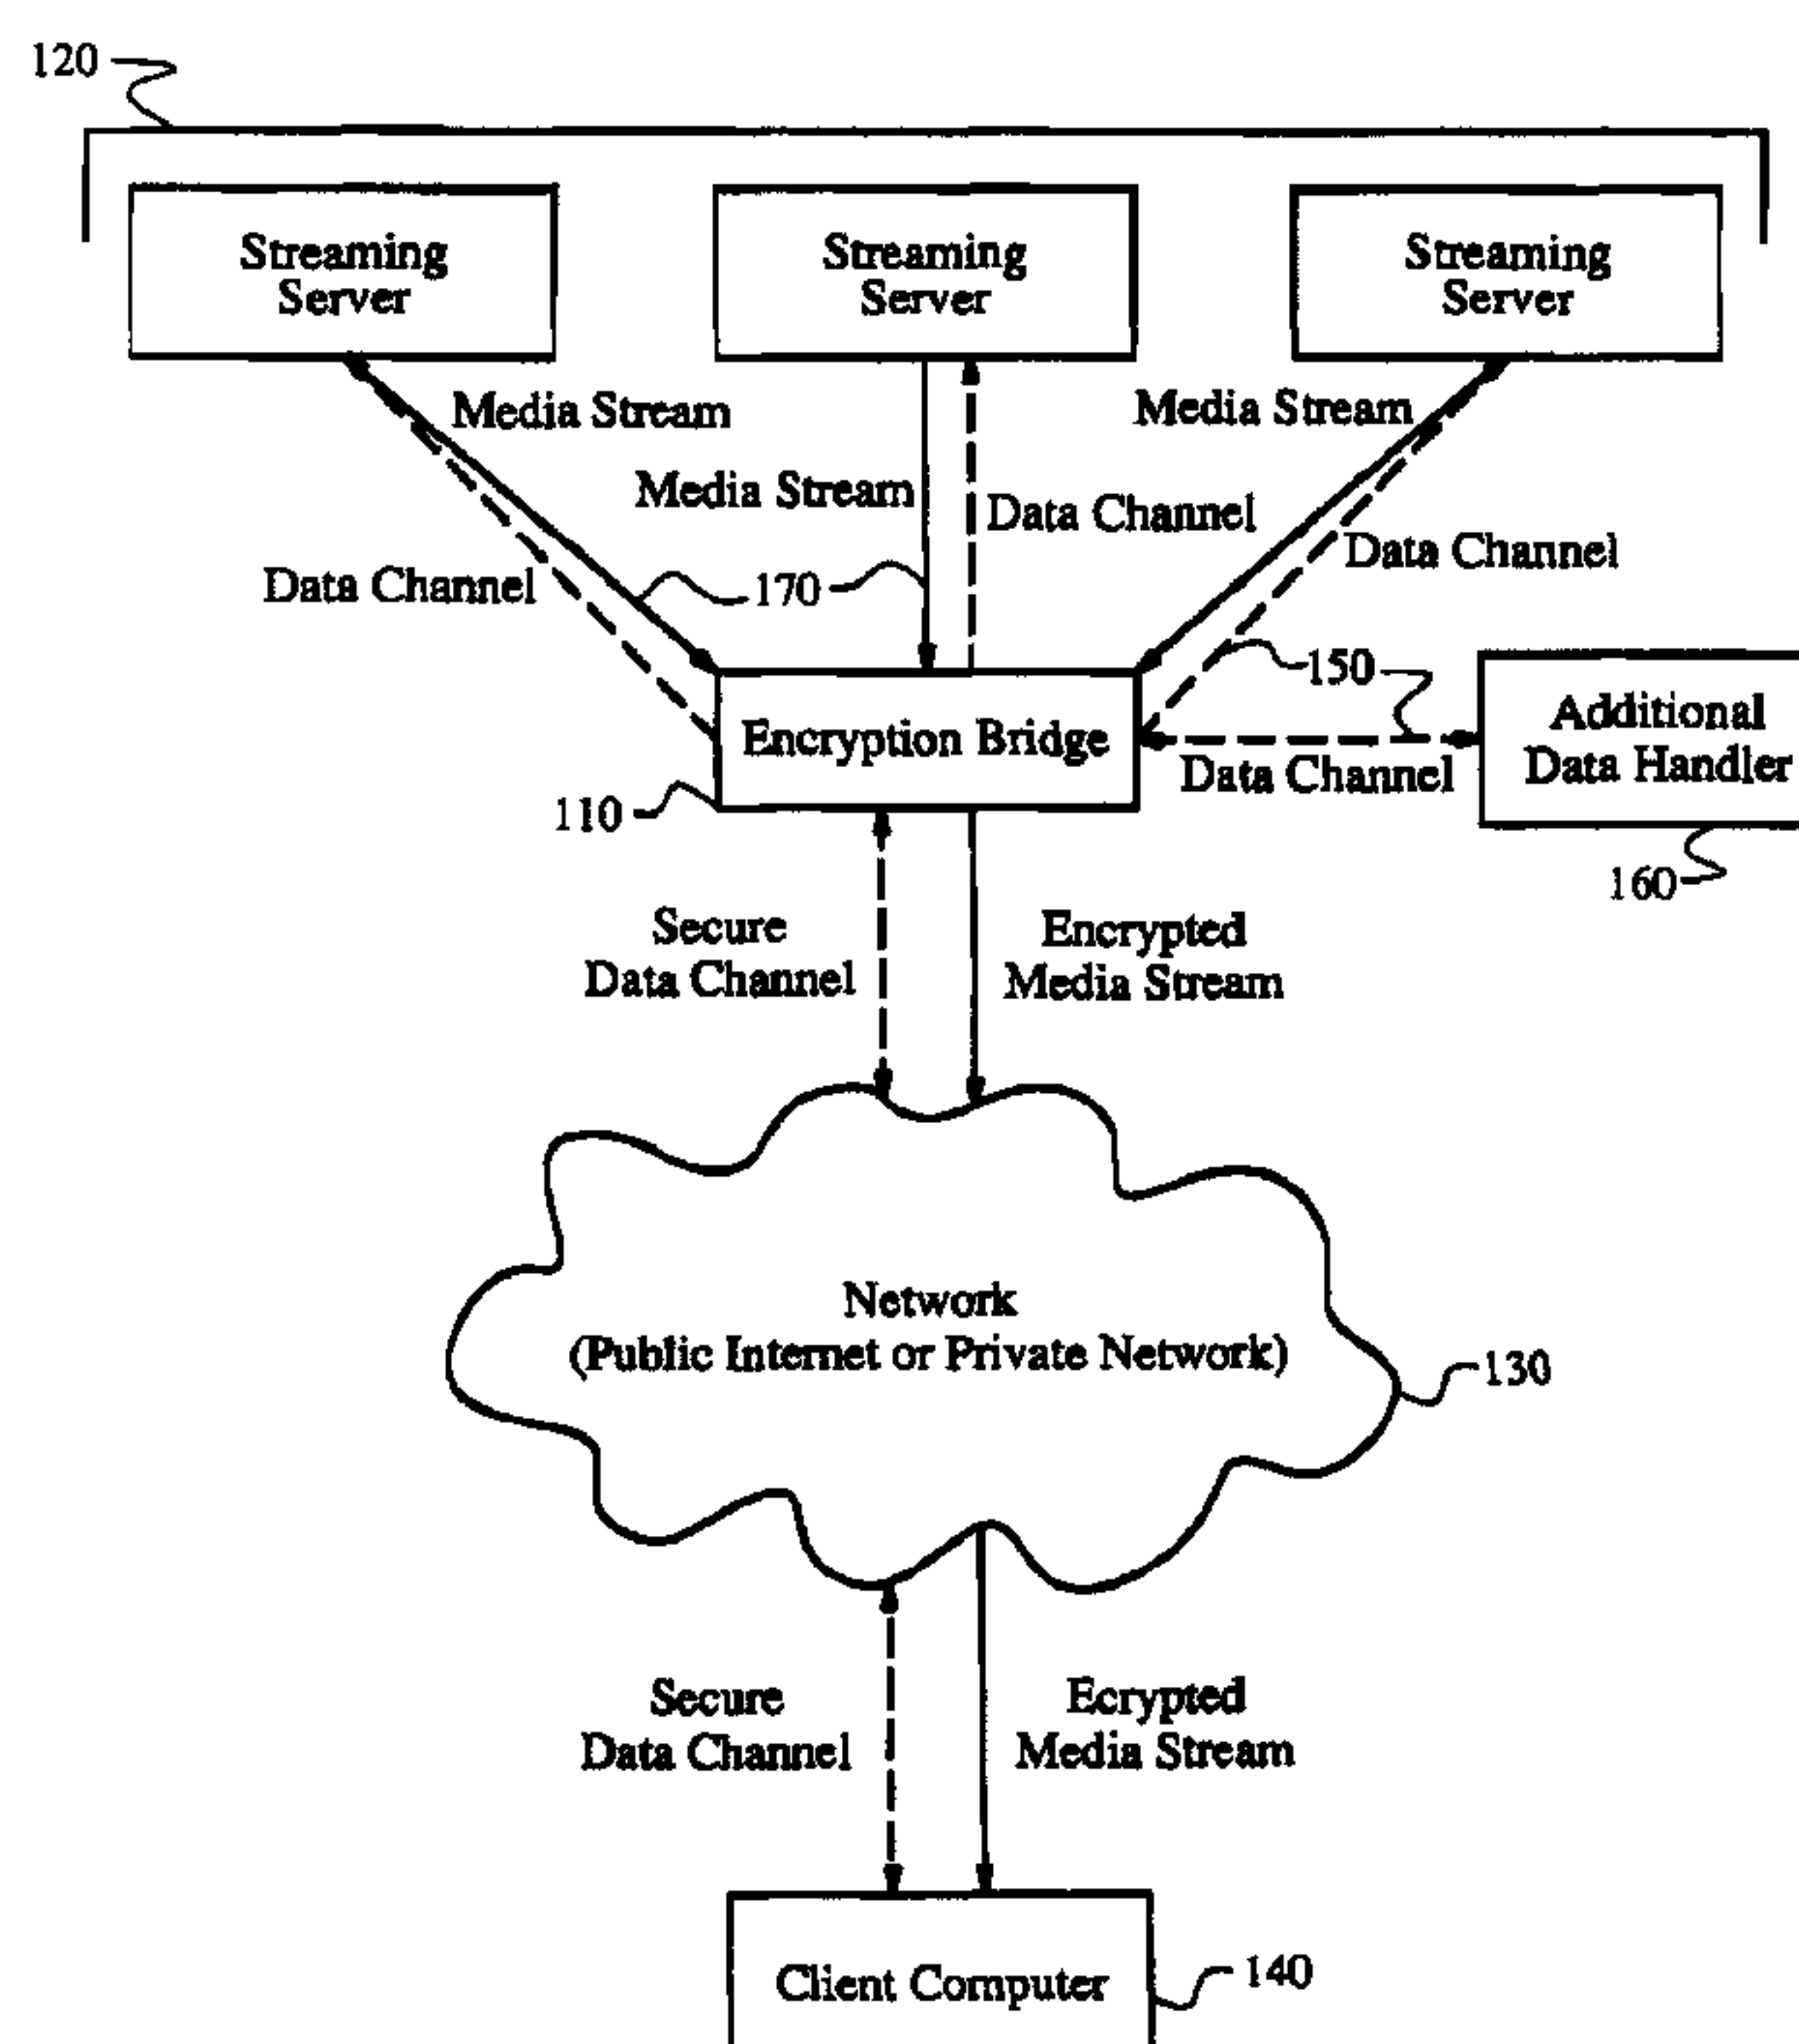 120
Streaming
Server
Streaming
Server
Streaming
Server
Media Stream
Media Stream
Media Stream
Data Channel
Data Channel
Data Channel
170
150
Encryption Bridge
Additional
Data Handler
Data Channel
110
160
Secure
Data Channel
Encrypted
Media Stream
Network
(Public Internet or Private Network)
130
Secure
Data Channel
Ecrypted
Media Stream
Client Computer
140